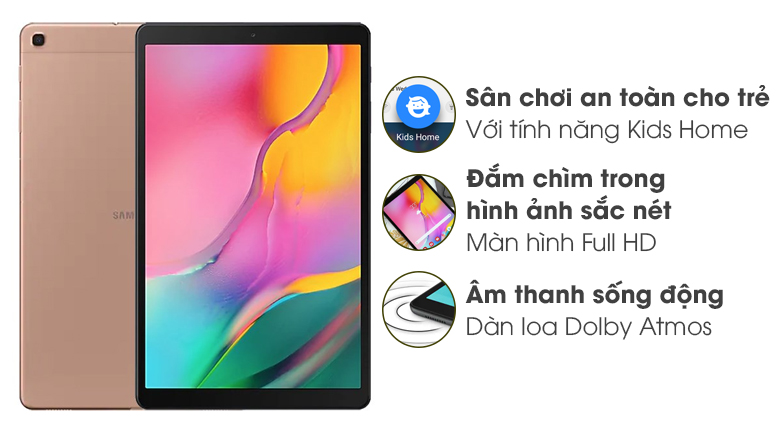 SAM
Kids Home
Sân chơi an toàn cho trẻ
Với tính năng Kids Home
Đắm chìm trong
hình ảnh sắc nét
Màn hình Full HD
Âm thanh sống động
Dàn loa Dolby Atmos